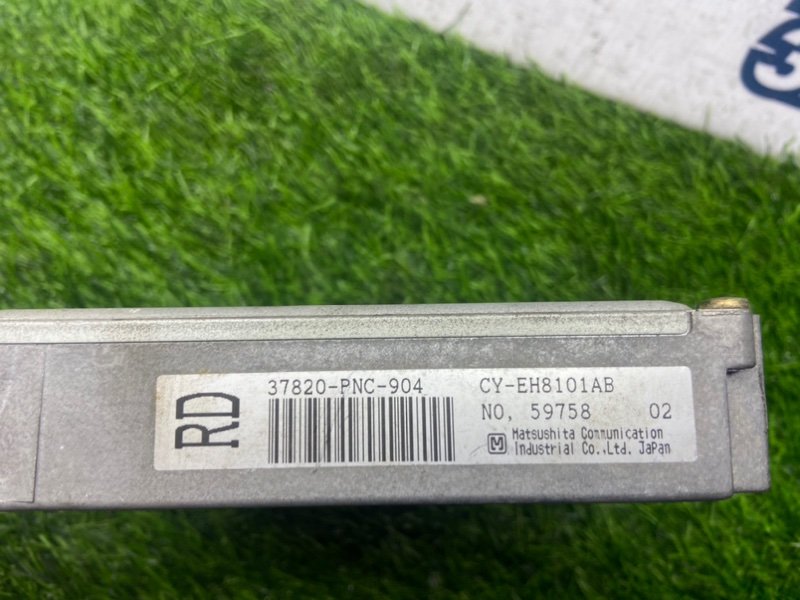 RD
37820-PNC-904
CY-EH8101AB
NO, 59758 02
M Matsushita Communication
Industrial Co.,Ltd. JaPan